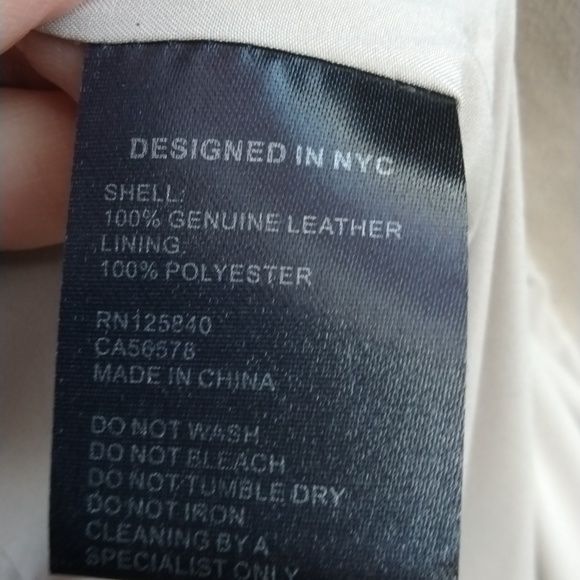 DESIGNED IN NYC
SHELL:
100% GENUINE LEATHER
LINING:
100% POLYESTER
RN125840
CA56578
MADE IN CHINA
DO NOT WASH
DO NOT BLEACH
DO NOT TUMBLE DRY
DO NOT IRON
CLEANING BY A
SPECIALIST ONLY